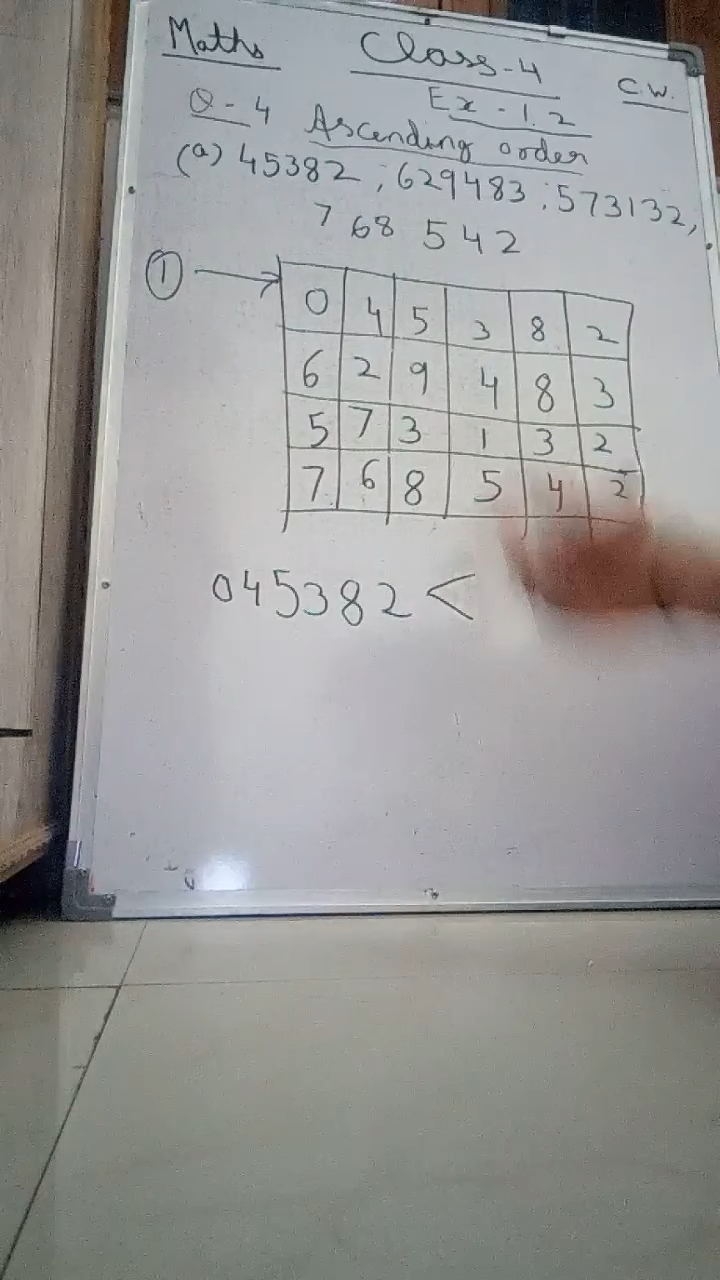 Maths Class-4 C.W.
Ex-1.2
Q-4 Ascending order
(a) 45382, 629483, 573132,
768542
① → 0 4 5 3 8 2
6 2 9 4 8 3
5 7 3 1 3 2
7 6 8 5 4 2
045382 <